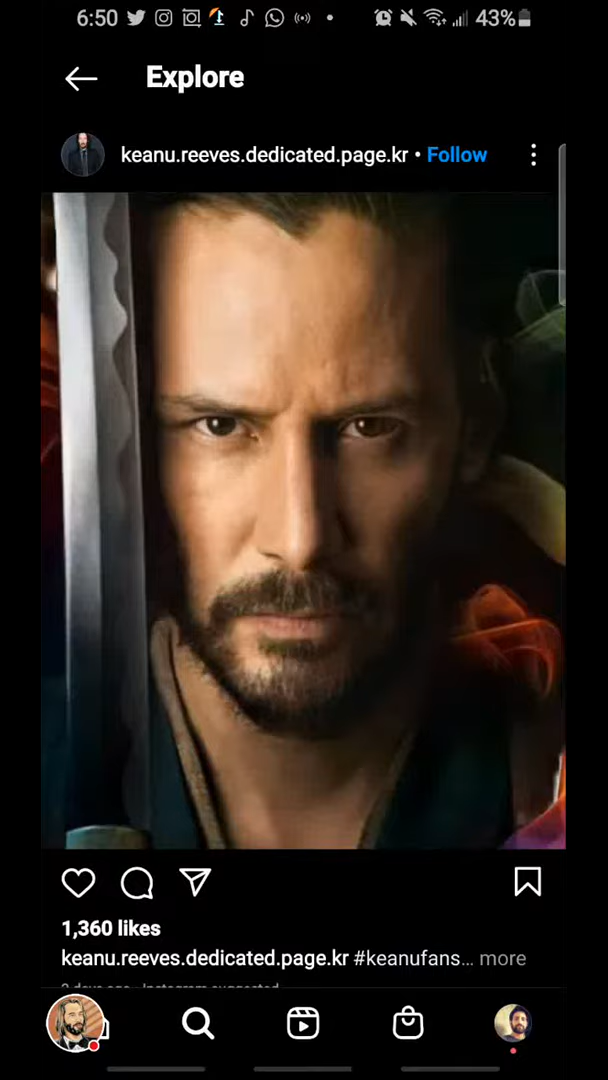 6:50 43%
Explore
keanu.reeves.dedicated.page.kr • Follow
1,360 likes
keanu.reeves.dedicated.page.kr #keanufans... more